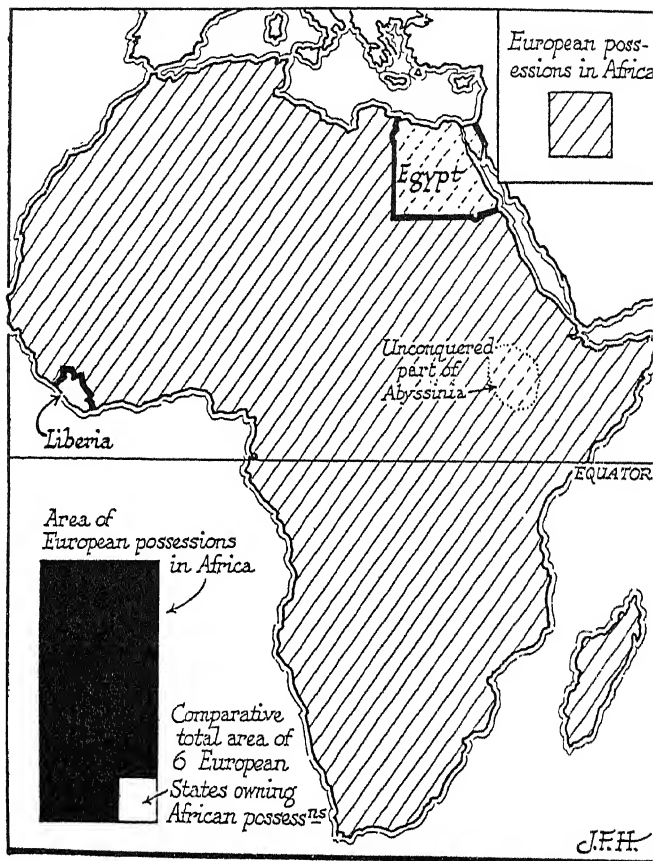 European poss-
essions in Africa
Egypt
Unconquered
part of
Abyssinia
Liberia
EQUATOR
Area of
European possessions
in Africa
Comparative
total area of
6 European
States owning
African possessns
J.F.H.